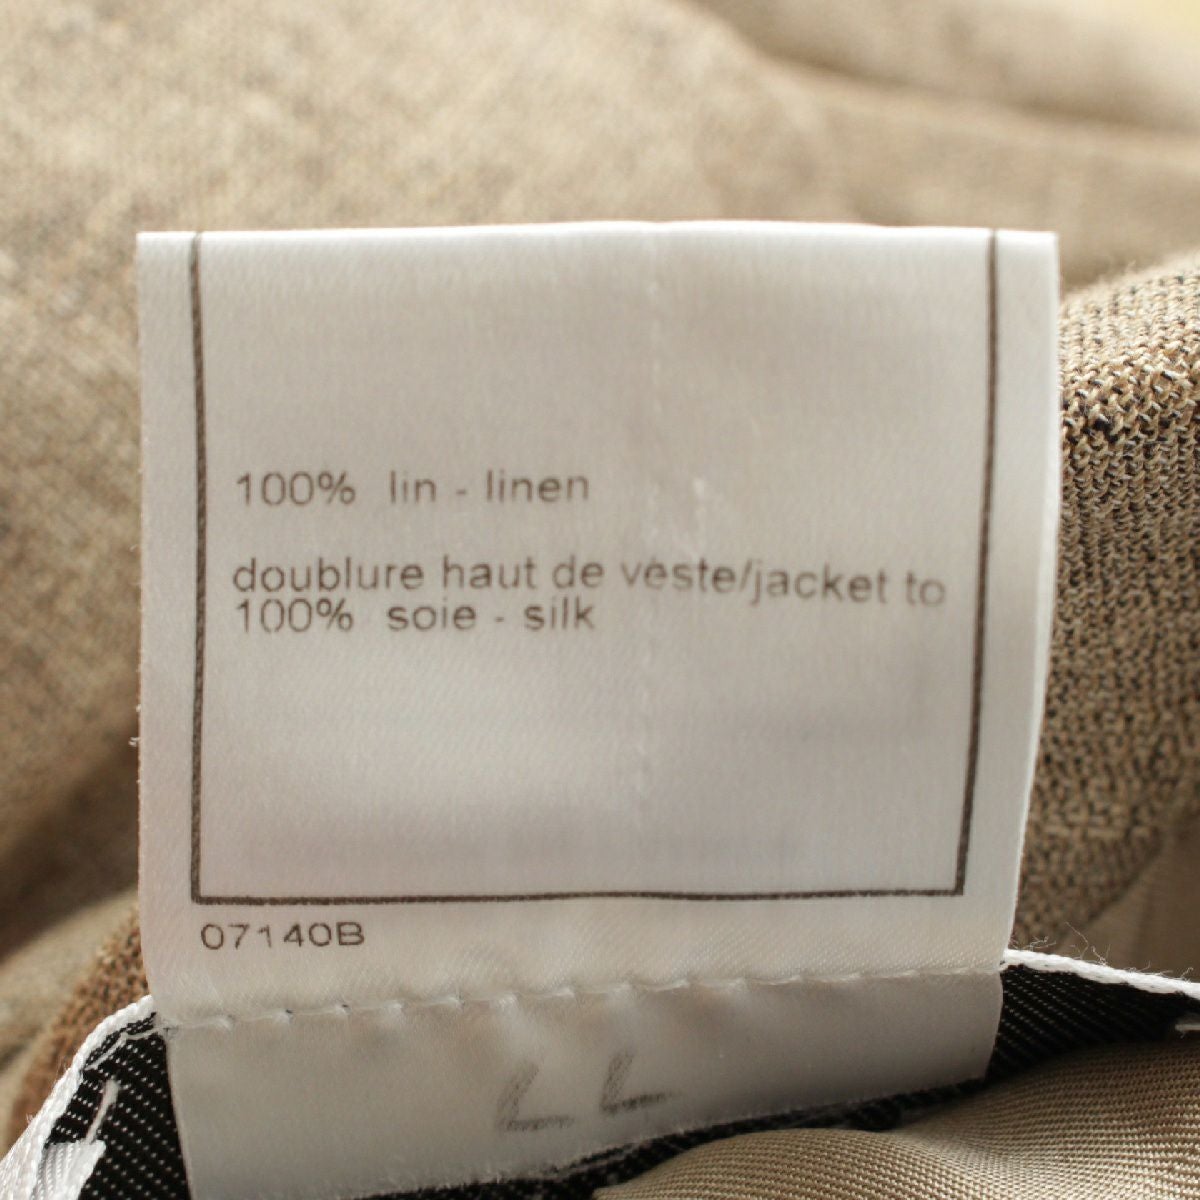 100% lin - linen
doublure haut de veste/jacket to
100% soie - silk
07140B